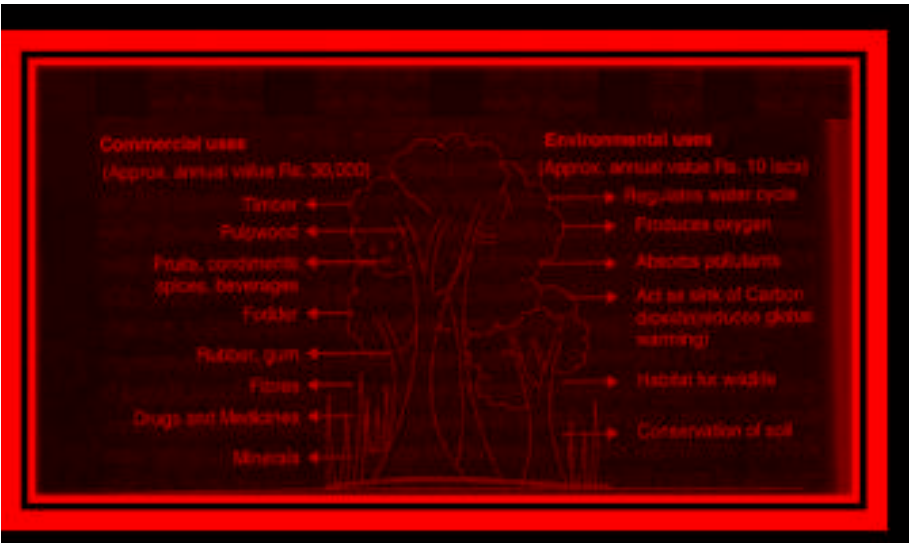 Commercial uses
(Approx. annual value Rs. 30,000)
Timber
Pulpwood
Fruits, condiments
spices, beverages
Fodder
Rubber, gum
Fibres
Drugs and Medicines
Minerals
Environmental uses
(Approx. annual value Rs. 10 lacs)
Regulates water cycle
Produces oxygen
Absorbs pollutants
Act as sink of Carbon
global
warming)
Habitat for wildlife
Conservation of soil